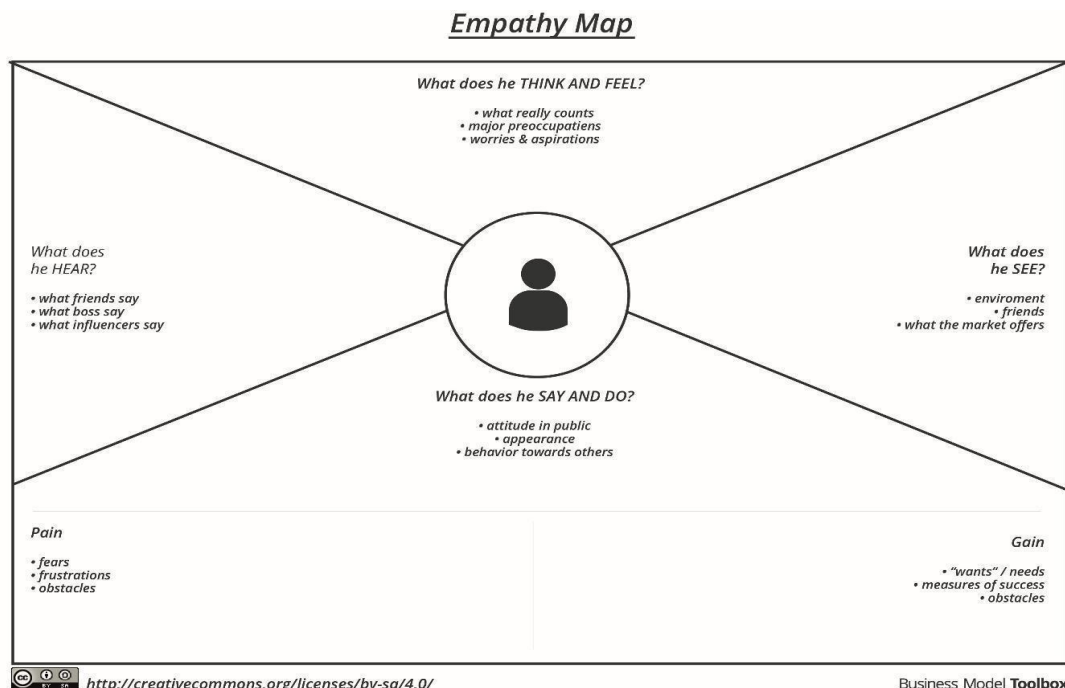 Empathy Map
What does he THINK AND FEEL?
• what really counts
• major preoccupatiens
• worries & aspirations
What does
he HEAR?
• what friends say
• what boss say
• what influencers say
What does
he SEE?
• enviroment
• friends
• what the market offers
What does he SAY AND DO?
• attitude in public
• appearance
• behavior towards others
Pain
• fears
• frustrations
• obstacles
Gain
• "wants" / needs
• measures of success
• obstacles
cc BY SA
http://creativecommons.org/licenses/by-sa/4.0/
Business Model Toolbox